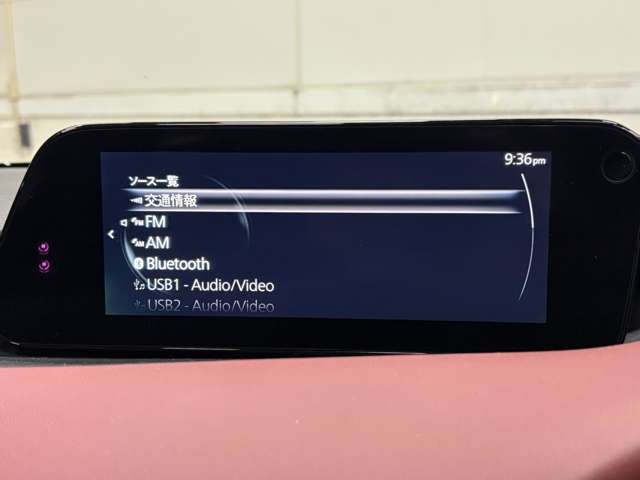 9:36pm
ソース一覧
交通情報
FM
AM
Bluetooth
USB1 - Audio/Video
USB2 - Audio/Video